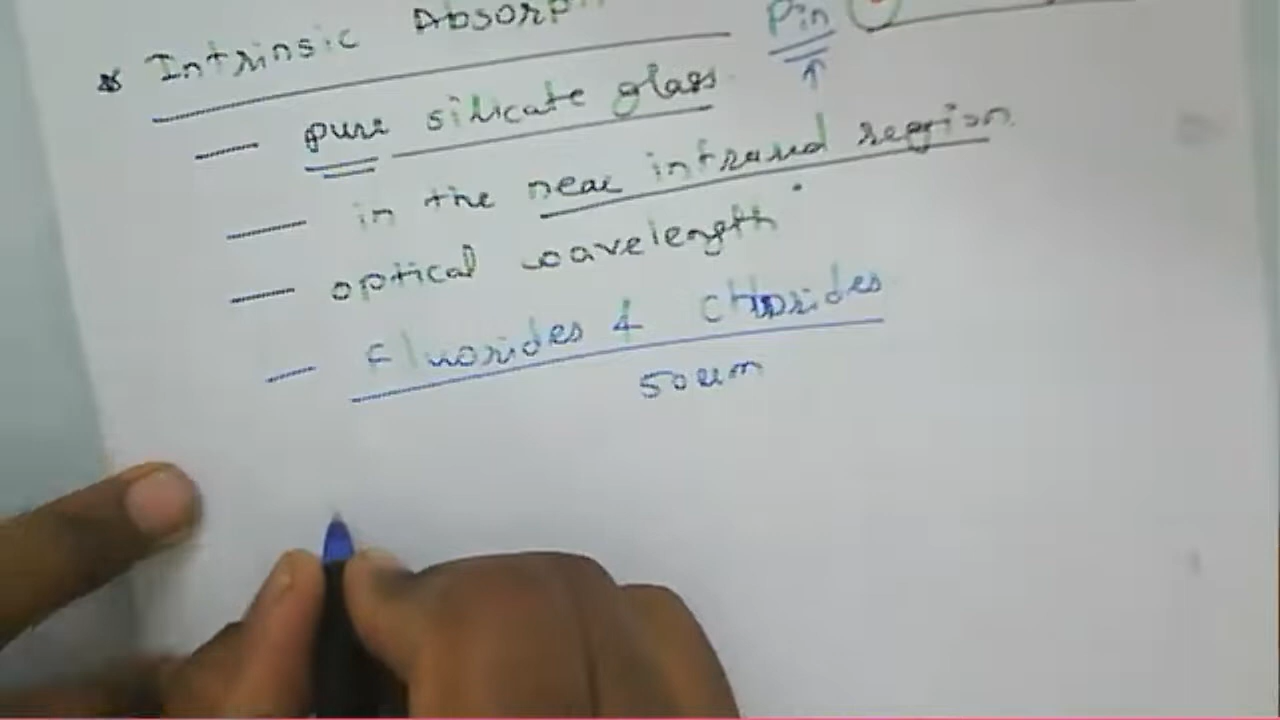 Intrinsic Absorp
Pin
— pure silicate glass
— in the near infrared region
— optical wavelength
— Fluorides & Chlorides
50um